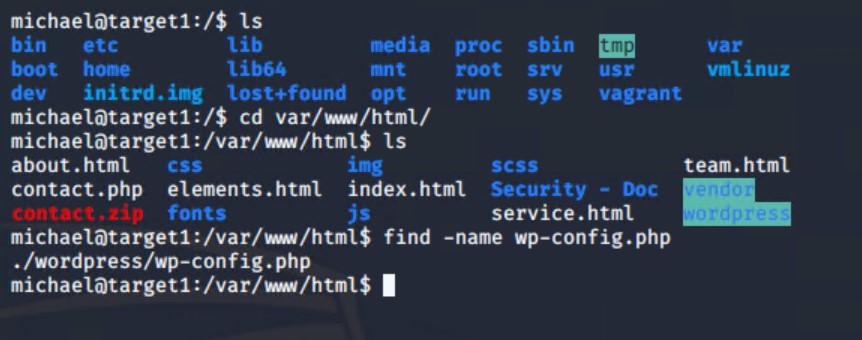 michael@target1:/$ ls
bin   etc         lib         media  proc  sbin  tmp      var
boot  home        lib64       mnt    root  srv   usr      vmlinuz
dev   initrd.img  lost+found  opt    run   sys   vagrant
michael@target1:/$ cd var/www/html/
michael@target1:/var/www/html$ ls
about.html   css            img         scss            team.html
contact.php  elements.html  index.html  Security - Doc  vendor
contact.zip  fonts          js          service.html    wordpress
michael@target1:/var/www/html$ find -name wp-config.php
./wordpress/wp-config.php
michael@target1:/var/www/html$